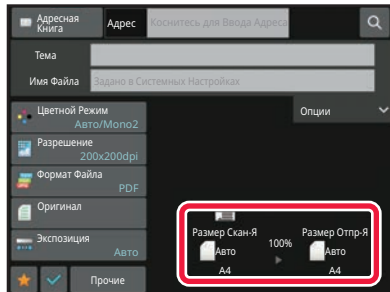 Адресная
Книга
Адрес
Коснитесь для Ввода Адреса
Тема
Имя Файла
Задано в Системных Настройках
Цветной Режим
Авто/Mono2
Опции
Разрешение
200x200dpi
Формат Файла
PDF
Оригинал
Размер Скан-Я
100%
Размер Отпр-Я
Экспозиция
Авто
Авто
Авто
A4
A4
Прочие